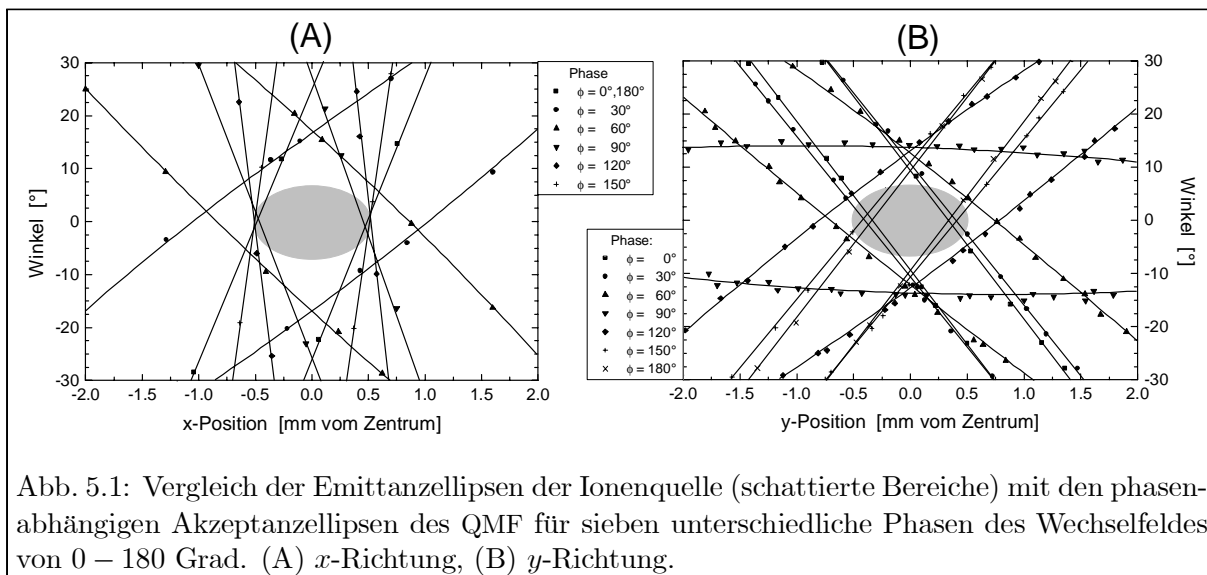 (A)
30
20
10
0
-10
-20
-30
Winkel [°]
-2.0 -1.5 -1.0 -0.5 0.0 0.5 1.0 1.5 2.0
x-Position [mm vom Zentrum]
Phase
ϕ = 0°,180°
ϕ = 30°
ϕ = 60°
ϕ = 90°
ϕ = 120°
ϕ = 150°
Phase:
ϕ = 0°
ϕ = 30°
ϕ = 60°
ϕ = 90°
ϕ = 120°
ϕ = 150°
ϕ = 180°
(B)
-2.0 -1.5 -1.0 -0.5 0.0 0.5 1.0 1.5 2.0
y-Position [mm vom Zentrum]
30
20
10
0
-10
-20
-30
Winkel [°]
Abb. 5.1: Vergleich der Emittanzellipsen der Ionenquelle (schattierte Bereiche) mit den phasen-
abhängigen Akzeptanzellipsen des QMF für sieben unterschiedliche Phasen des Wechselfeldes
von 0 – 180 Grad. (A) x-Richtung, (B) y-Richtung.